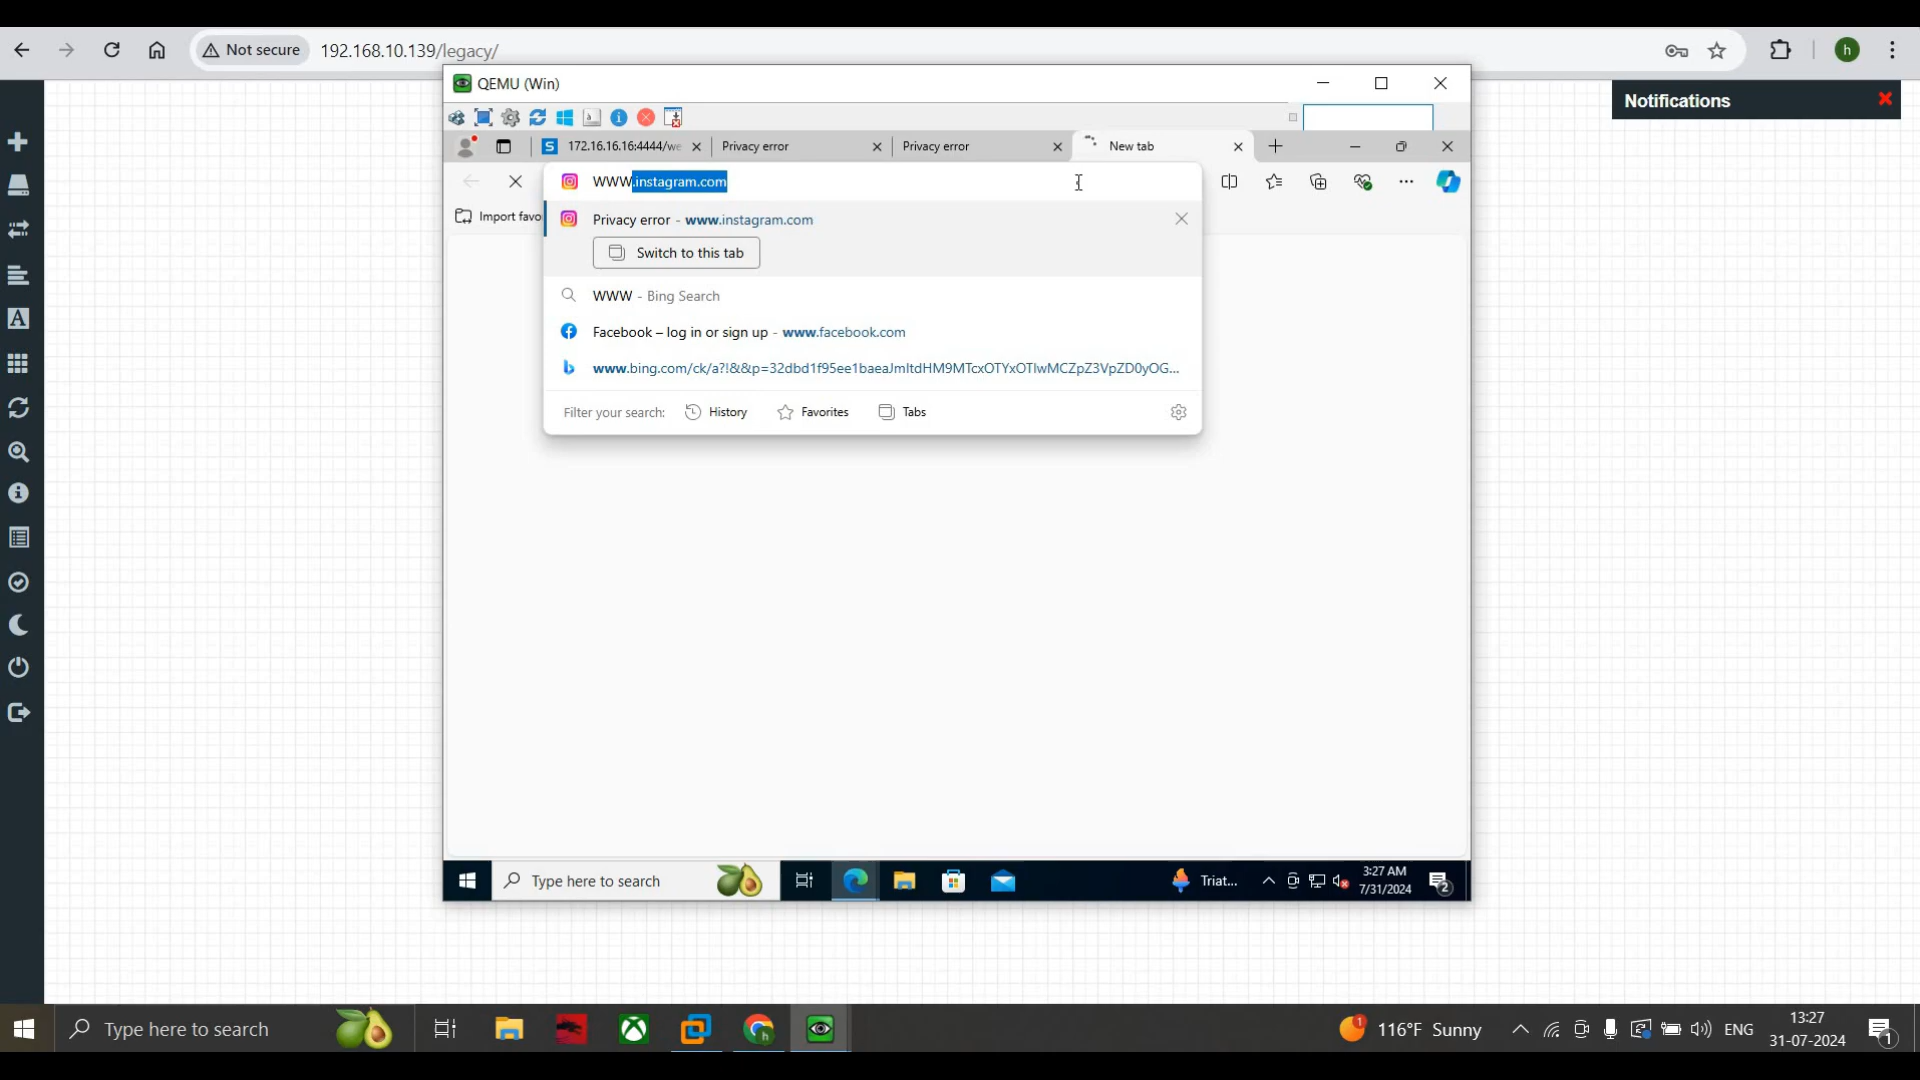 Not secure 192.168.10.139/legacy/
h
QEMU (Win)
Notifications
172.16.16.16:4444/we
Privacy error
Privacy error
New tab
WWW.instagram.com
Import favo
Privacy error - www.instagram.com
Switch to this tab
WWW - Bing Search
Facebook – log in or sign up - www.facebook.com
www.bing.com/ck/a?!&&p=32dbd1f95ee1baeaJmltdHM9MTcxOTYxOTIwMCZpZ3VpZD0yOG...
Filter your search: History Favorites Tabs
Type here to search
Triat...
3:27 AM
7/31/2024
2
Type here to search
1
116°F Sunny
ENG
13:27
31-07-2024
1